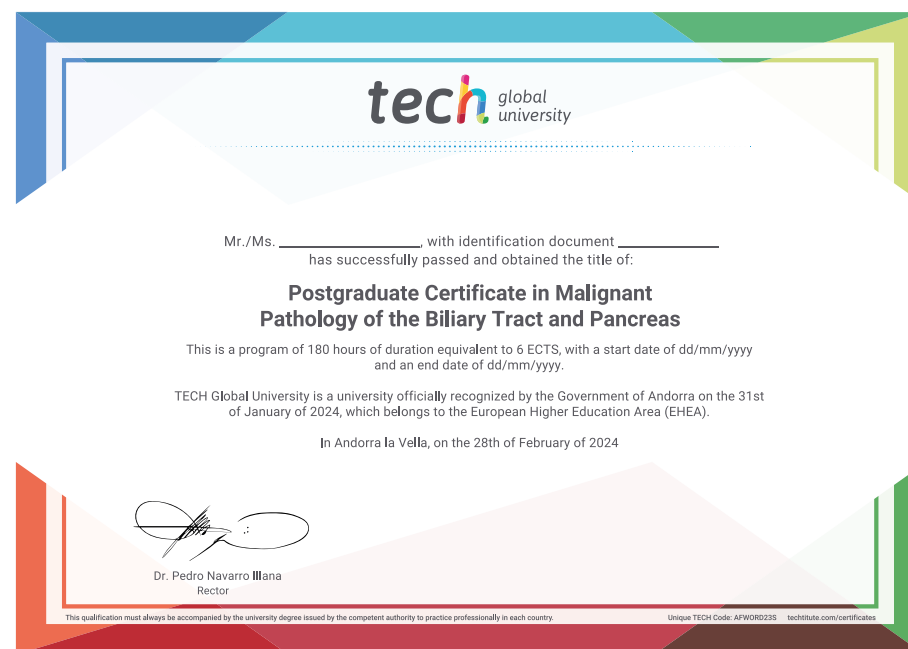 tech global university
Mr./Ms. ____________________, with identification document ______________
has successfully passed and obtained the title of:
Postgraduate Certificate in Malignant
Pathology of the Biliary Tract and Pancreas
This is a program of 180 hours of duration equivalent to 6 ECTS, with a start date of dd/mm/yyyy
and an end date of dd/mm/yyyy.
TECH Global University is a university officially recognized by the Government of Andorra on the 31st
of January of 2024, which belongs to the European Higher Education Area (EHEA).
In Andorra la Vella, on the 28th of February of 2024
Dr. Pedro Navarro Illana
Rector
This qualification must always be accompanied by the university degree issued by the competent authority to practice professionally in each country.
Unique TECH Code: AFWORD23S techtitute.com/certificates